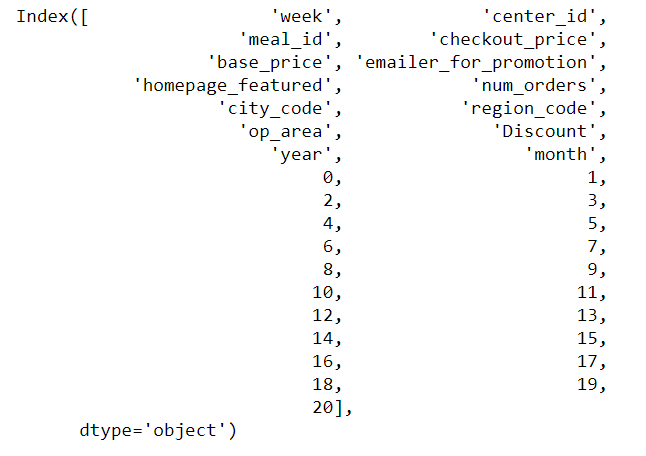 Index([                'week',            'center_id',
                    'meal_id',       'checkout_price',
                 'base_price', 'emailer_for_promotion',
          'homepage_featured',           'num_orders',
                  'city_code',          'region_code',
                    'op_area',             'Discount',
                       'year',                'month',
                            0,                      1,
                            2,                      3,
                            4,                      5,
                            6,                      7,
                            8,                      9,
                           10,                     11,
                           12,                     13,
                           14,                     15,
                           16,                     17,
                           18,                     19,
                           20],
      dtype='object')